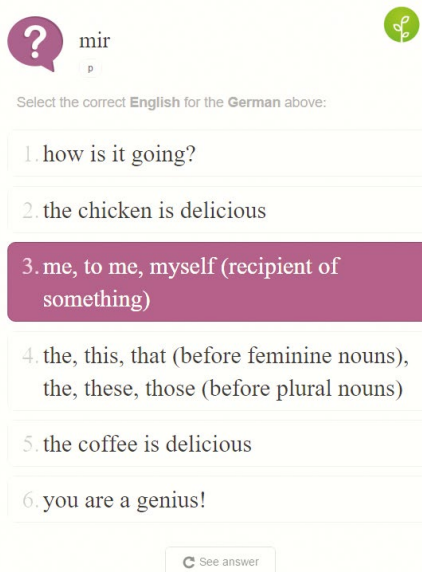 ?
mir
p
Select the correct English for the German above:
1. how is it going?
2. the chicken is delicious
3. me, to me, myself (recipient of
something)
4. the, this, that (before feminine nouns),
the, these, those (before plural nouns)
5. the coffee is delicious
6. you are a genius!
See answer